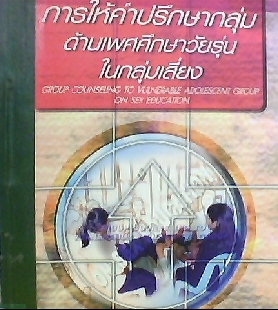 การให้คำปรึกษากลุ่ม
ด้านเพศศึกษาวัยรุ่น
ในกลุ่มเสี่ยง
GROUP COUNSELING TO VULNERABLE ADOLESCENT GROUP
ON SEX EDUCATION